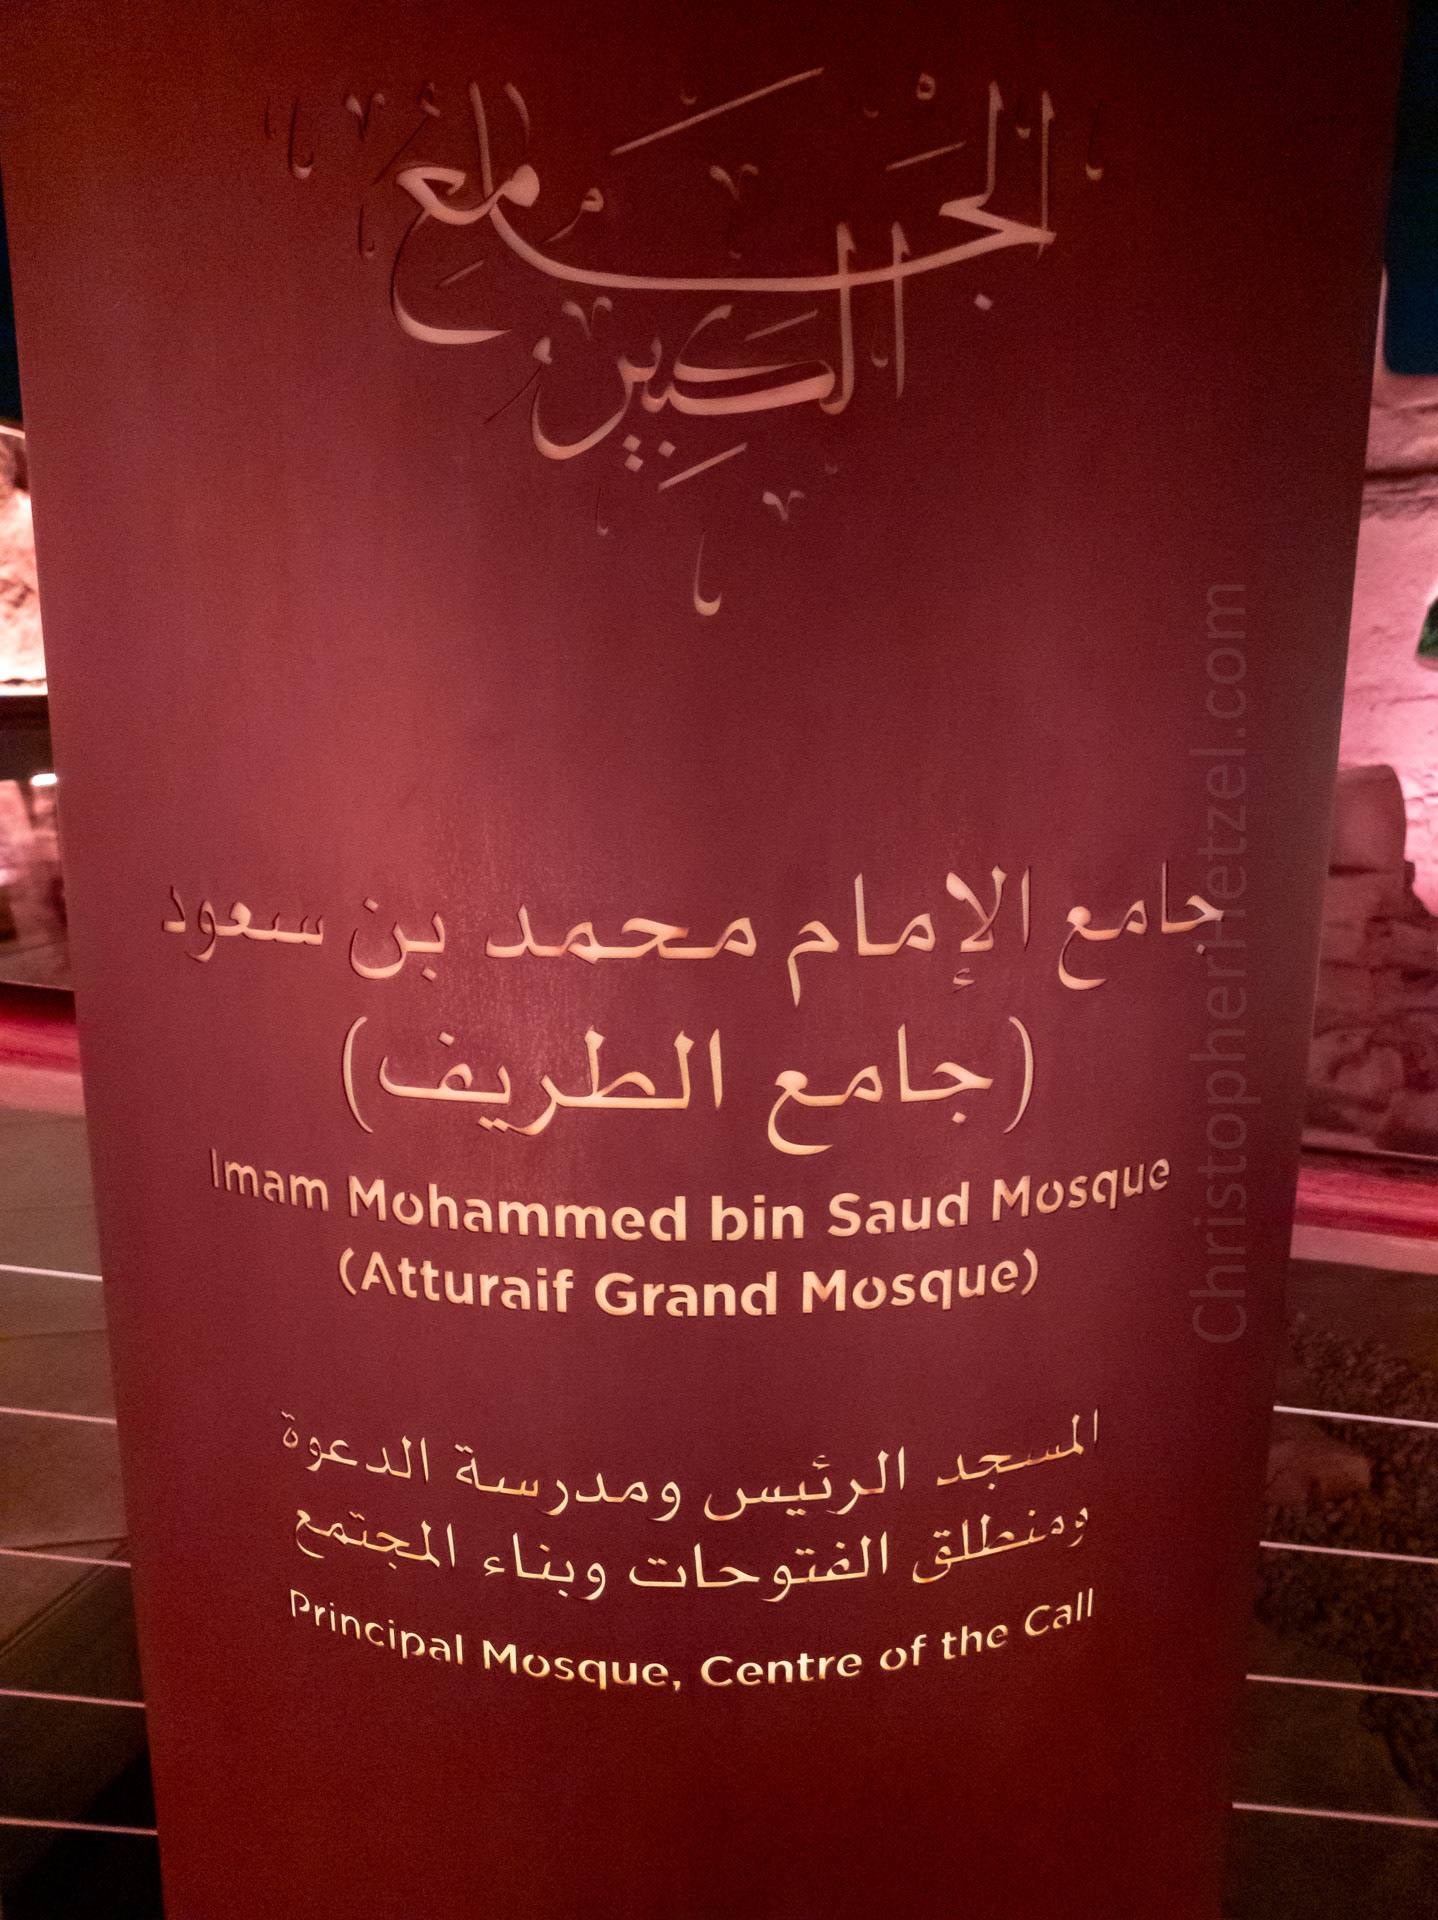 الجامع
الكبير
جامع الإمام محمد بن سعود
(جامع الطريف)
Imam Mohammed bin Saud Mosque
(Atturaif Grand Mosque)
المسجد الرئيس ومدرسة الدعوة
ومنطلق الفتوحات وبناء المجتمع
Principal Mosque, Centre of the Call
ChristopherHetzel.com